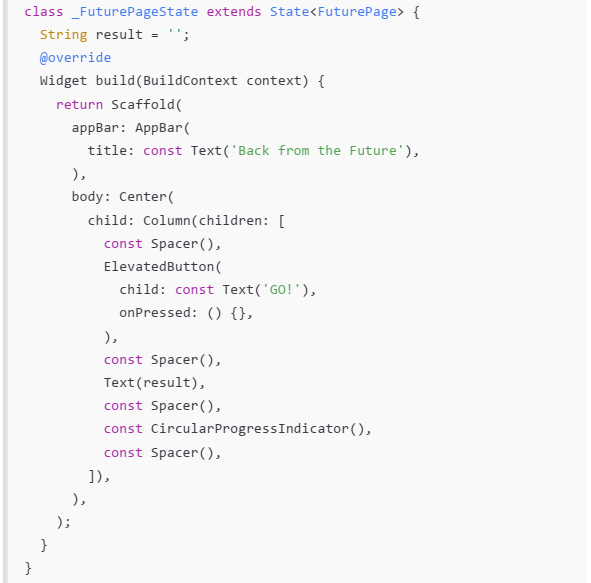 class _FuturePageState extends State<FuturePage> {
  String result = '';
  @override
  Widget build(BuildContext context) {
    return Scaffold(
      appBar: AppBar(
        title: const Text('Back from the Future'),
      ),
      body: Center(
        child: Column(children: [
          const Spacer(),
          ElevatedButton(
            child: const Text('GO!'),
            onPressed: () {},
          ),
          const Spacer(),
          Text(result),
          const Spacer(),
          const CircularProgressIndicator(),
          const Spacer(),
        ]),
      ),
    );
  }
}